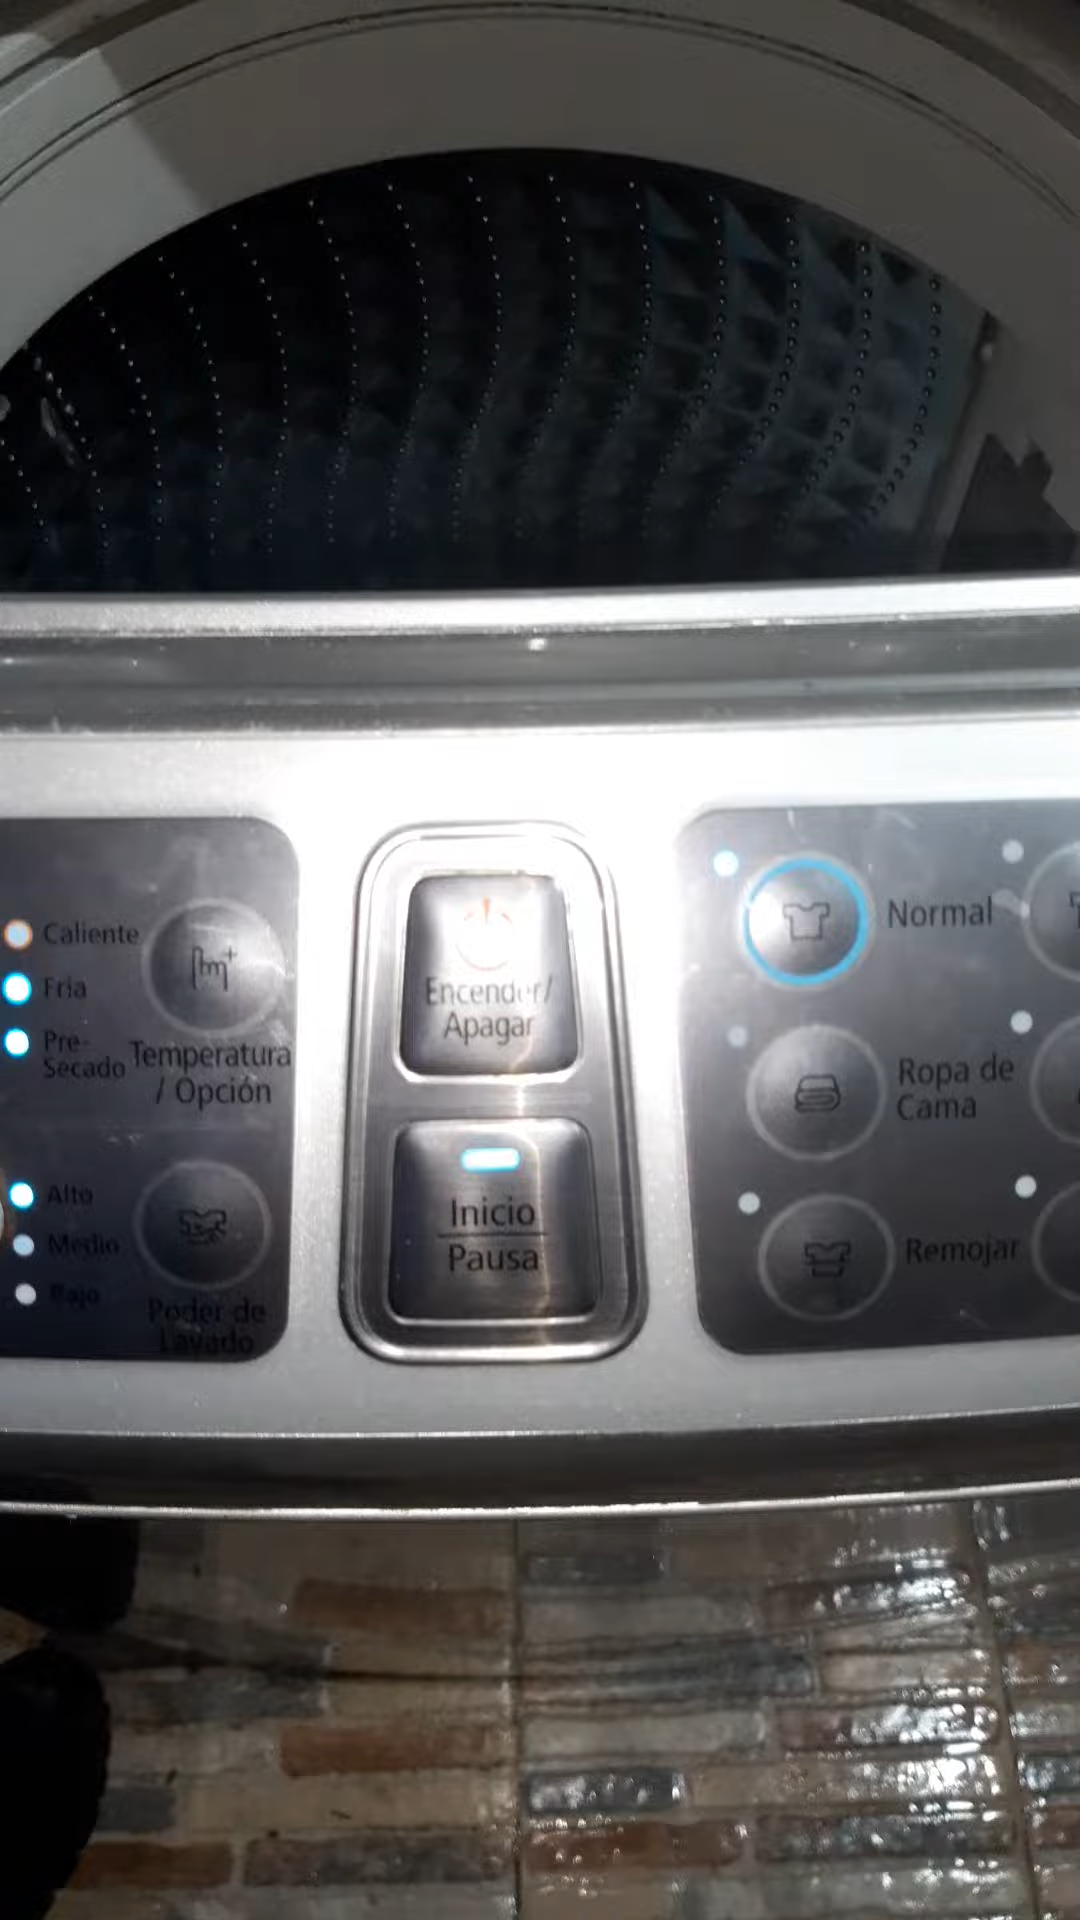 Caliente
Fria
Pre-
Secado
Temperatura
/ Opción
Alto
Medio
Bajo
Poder de
Lavado
Encender/
Apagar
Inicio
Pausa
Normal
Ropa de
Cama
Remojar